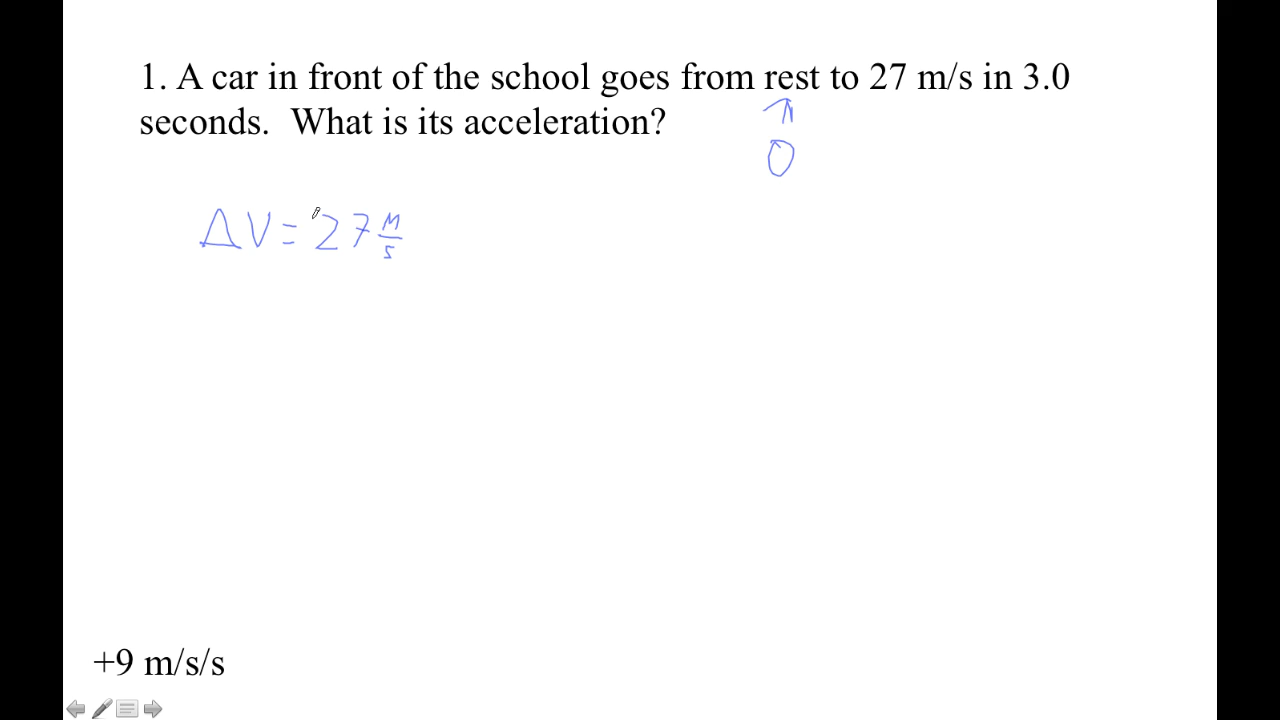 1. A car in front of the school goes from rest to 27 m/s in 3.0
seconds. What is its acceleration?
0
ΔV = 27 M/S
+9 m/s/s